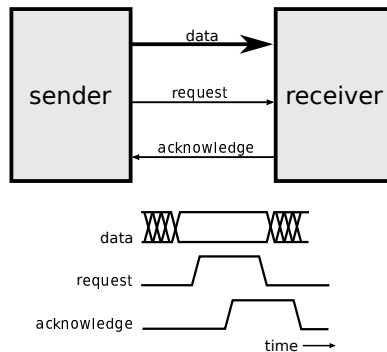 data
sender
request
receiver
acknowledge
data
request
acknowledge
time